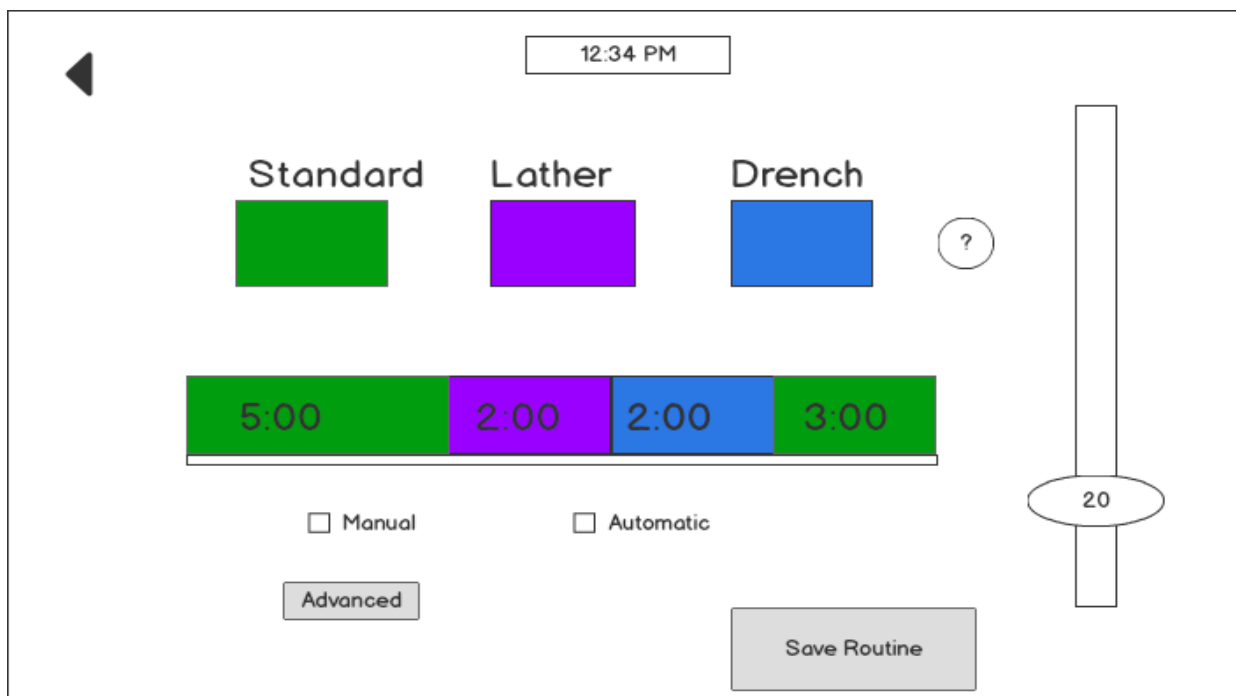 12:34 PM
Standard Lather Drench
?
5:00 2:00 2:00 3:00
20
Manual Automatic
Advanced
Save Routine